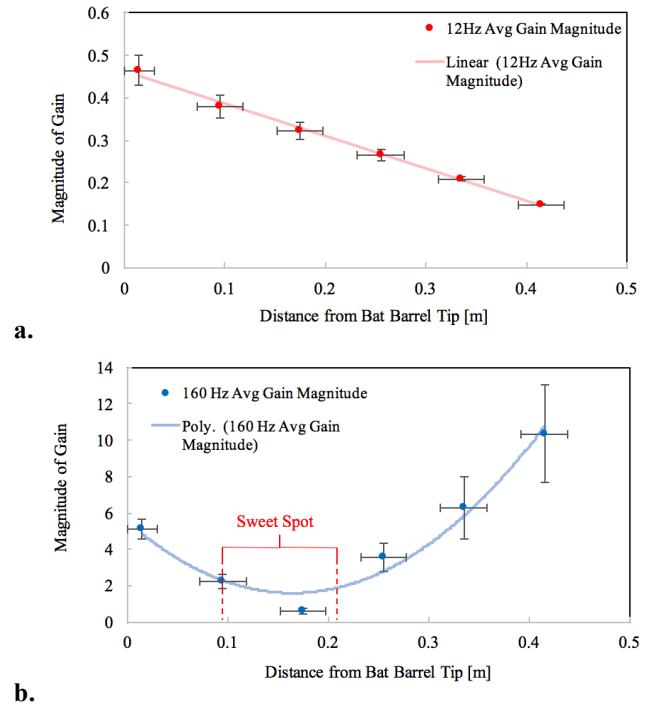 0.6
0.5
0.4
0.3
0.2
0.1
0
Magnitude of Gain
12Hz Avg Gain Magnitude
Linear (12Hz Avg Gain
Magnitude)
0
0.1
0.2
0.3
0.4
0.5
Distance from Bat Barrel Tip [m]
a.
14
12
10
8
6
4
2
0
Magnitude of Gain
160 Hz Avg Gain Magnitude
Poly. (160 Hz Avg Gain
Magnitude)
Sweet Spot
0
0.1
0.2
0.3
0.4
0.5
Distance from Bat Barrel Tip [m]
b.